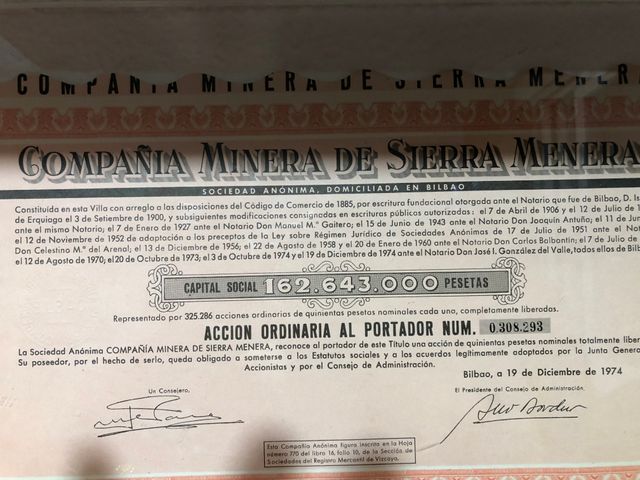 COMPAÑIA MINERA DE SIERRA MENER
COMPAÑIA MINERA DE SIERRA MENERA
SOCIEDAD ANÓNIMA, DOMICILIADA EN BILBAO
Constituída en esta Villa con arreglo a las disposiciones del Código de Comercio de 1885, por escritura fundacional otorgada ante el Notario que fue de Bilbao, D. Is
de Erquiaga el 3 de Setiembre de 1900, y subsiguientes modificaciones consignadas en escrituras públicas autorizadas: el 7 de Abril de 1906 y el 12 de Julio de 1
ante el mismo Notario; el 7 de Enero de 1927 ante el Notario Don Manuel M.ª Gaitero; el 15 de Junio de 1943 ante el Notario Don Joaquín Antuño; el 11 de Jun
el 12 de Noviembre de 1952 de adaptación a los preceptos de la Ley sobre Régimen Jurídico de Sociedades Anónimas de 17 de Julio de 1951 ante el Not
Don Celestino M.ª del Arenal; el 13 de Diciembre de 1956; el 22 de Agosto de 1958 y el 20 de Enero de 1960 ante el Notario Don Carlos Balbontín; el 7 de Julio de
el 12 de Agosto de 1970; el 20 de Octubre de 1973; el 3 de Octubre de 1974 y el 19 de Diciembre de 1974 ante el Notario Don José I. González del Valle, todos ellos de Bil
CAPITAL SOCIAL 162.643.000 PESETAS
Representado por 325.286 acciones ordinarias de quinientas pesetas nominales cada una, completamente liberadas.
ACCION ORDINARIA AL PORTADOR NUM. 0.308.293
La Sociedad Anónima COMPAÑÍA MINERA DE SIERRA MENERA, reconoce al portador de este Título una acción de quinientas pesetas nominales totalmente liber
Su poseedor, por el hecho de serlo, queda obligado a someterse a los Estatutos sociales y a los acuerdos legítimamente adoptados por la Junta Genera
Accionistas y por el Consejo de Administración.
Bilbao, a 19 de Diciembre de 1974
Un Consejero,
El Presidente del Consejo de Administración,
Esta Compañía Anónima figura inscrita en la Hoja
número 770 del libro 16, folio 10, de la Sección de
Sociedades del Registro Mercantil de Vizcaya.